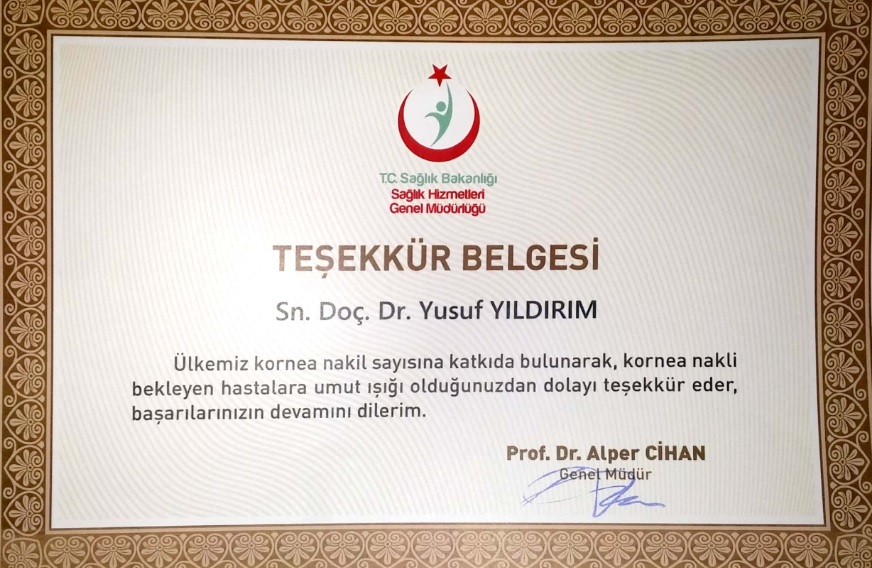 T.C. Sağlık Bakanlığı
Sağlık Hizmetleri
Genel Müdürlüğü
TEŞEKKÜR BELGESİ
Sn. Doç. Dr. Yusuf YILDIRIM
Ülkemiz kornea nakil sayısına katkıda bulunarak, kornea nakli
bekleyen hastalara umut ışığı olduğunuzdan dolayı teşekkür eder,
başarılarınızın devamını dilerim.
Prof. Dr. Alper CİHAN
Genel Müdür